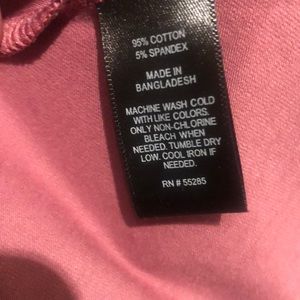 95% COTTON
5% SPANDEX
MADE IN
BANGLADESH
MACHINE WASH COLD
WITH LIKE COLORS.
ONLY NON-CHLORINE
BLEACH WHEN
NEEDED. TUMBLE DRY
LOW. COOL IRON IF
NEEDED.
RN # 55285